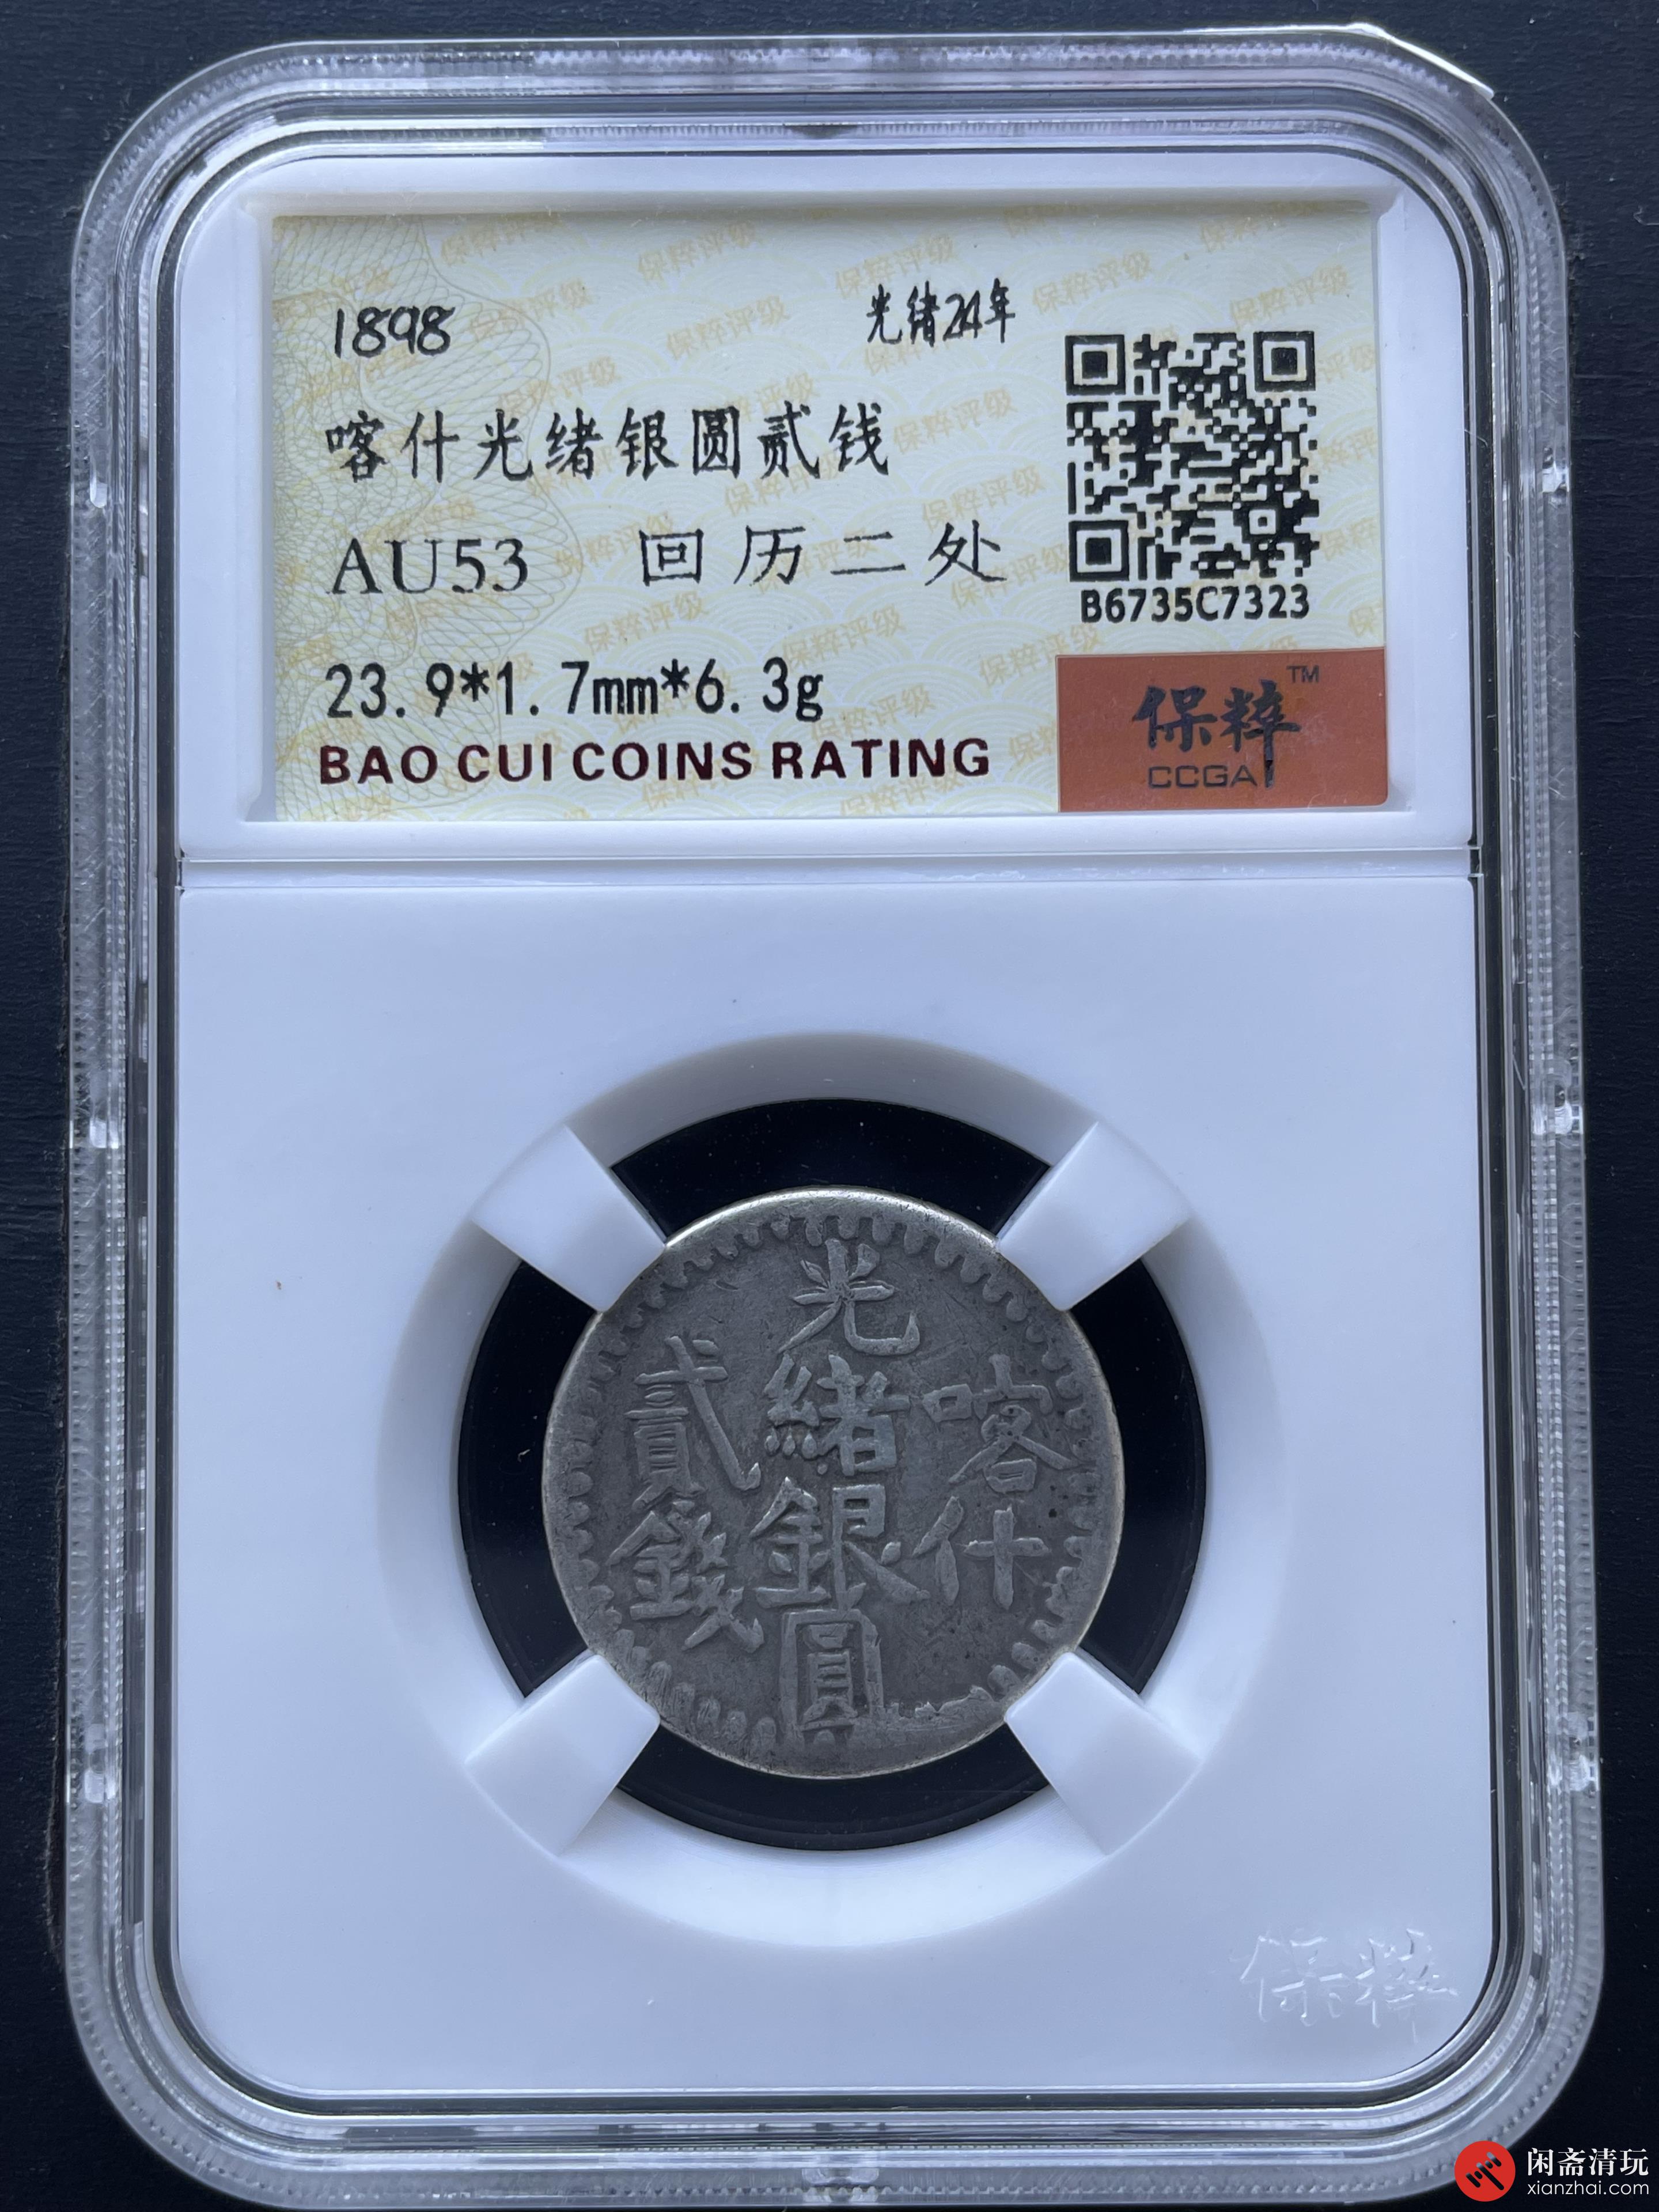 1898 光绪24年
喀什光绪银圆贰钱
AU53 回历二处
B6735C7323
23.9*1.7mm*6.3g
BAO CUI COINS RATING
保粹™
CCGA
光緒銀圓
喀什
貳錢
保粹
闲斋清玩
xianzhai.com